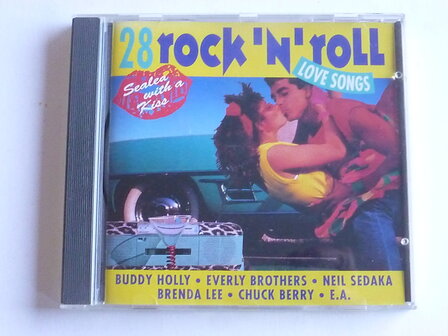 28 ROCK 'N' ROLL
LOVE SONGS
Sealed
with a
Kiss
BUDDY HOLLY • EVERLY BROTHERS • NEIL SEDAKA
BRENDA LEE • CHUCK BERRY • E.A.